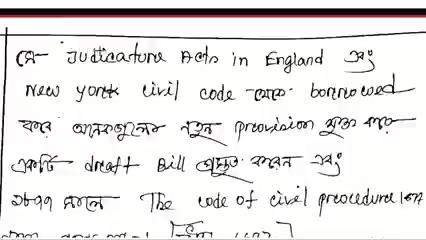 সে Judicature Acts in England এবং
New york civil code থেকে borrowed
করে অনেকগুলো নতুন provision যুক্ত করে
একটি draft Bill প্রস্তুত করেন এবং
১৮৭৭ সালে The code of civil procedure 1877